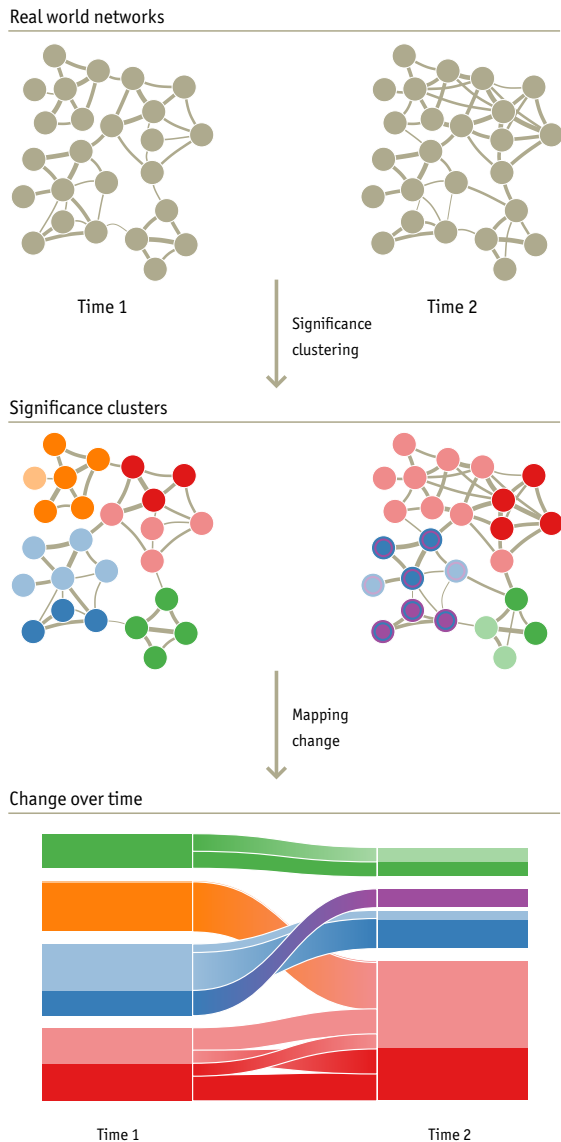 Real world networks
Time 1
Time 2
Significance
clustering
Significance clusters
Mapping
change
Change over time
Time 1
Time 2